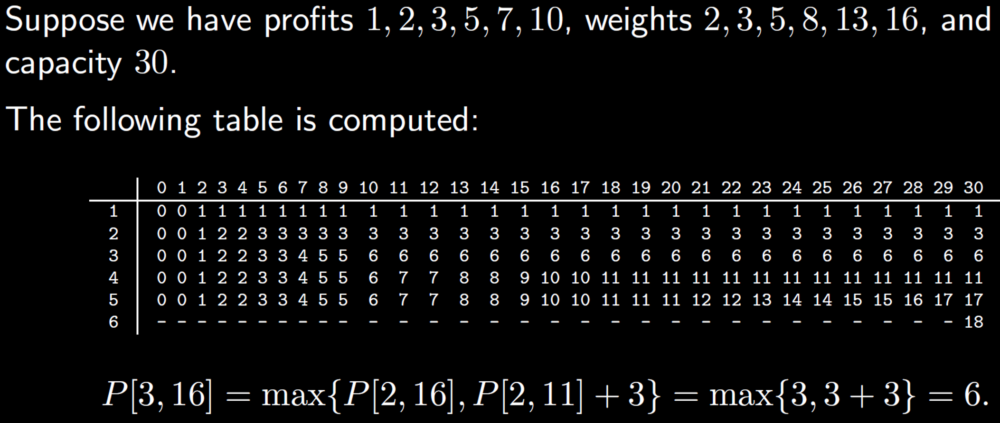 Suppose we have profits 1, 2, 3, 5, 7, 10, weights 2, 3, 5, 8, 13, 16, and
capacity 30.
The following table is computed:
0 1 2 3 4 5 6 7 8 9 10 11 12 13 14 15 16 17 18 19 20 21 22 23 24 25 26 27 28 29 30
1 0 0 1 1 1 1 1 1 1 1 1 1 1 1 1 1 1 1 1 1 1 1 1 1 1 1 1 1 1 1 1
2 0 0 1 2 2 3 3 3 3 3 3 3 3 3 3 3 3 3 3 3 3 3 3 3 3 3 3 3 3 3 3
3 0 0 1 2 2 3 3 4 5 5 6 6 6 6 6 6 6 6 6 6 6 6 6 6 6 6 6 6 6 6 6
4 0 0 1 2 2 3 3 4 5 5 6 7 7 8 8 9 10 10 11 11 11 11 11 11 11 11 11 11 11 11 11
5 0 0 1 2 2 3 3 4 5 5 6 7 7 8 8 9 10 10 11 11 11 12 12 13 14 14 15 15 16 17 17
6 - - - - - - - - - - - - - - - - - - - - - - - - - - - - - - 18
P[3, 16] = max{P[2, 16], P[2, 11] + 3} = max{3, 3 + 3} = 6.